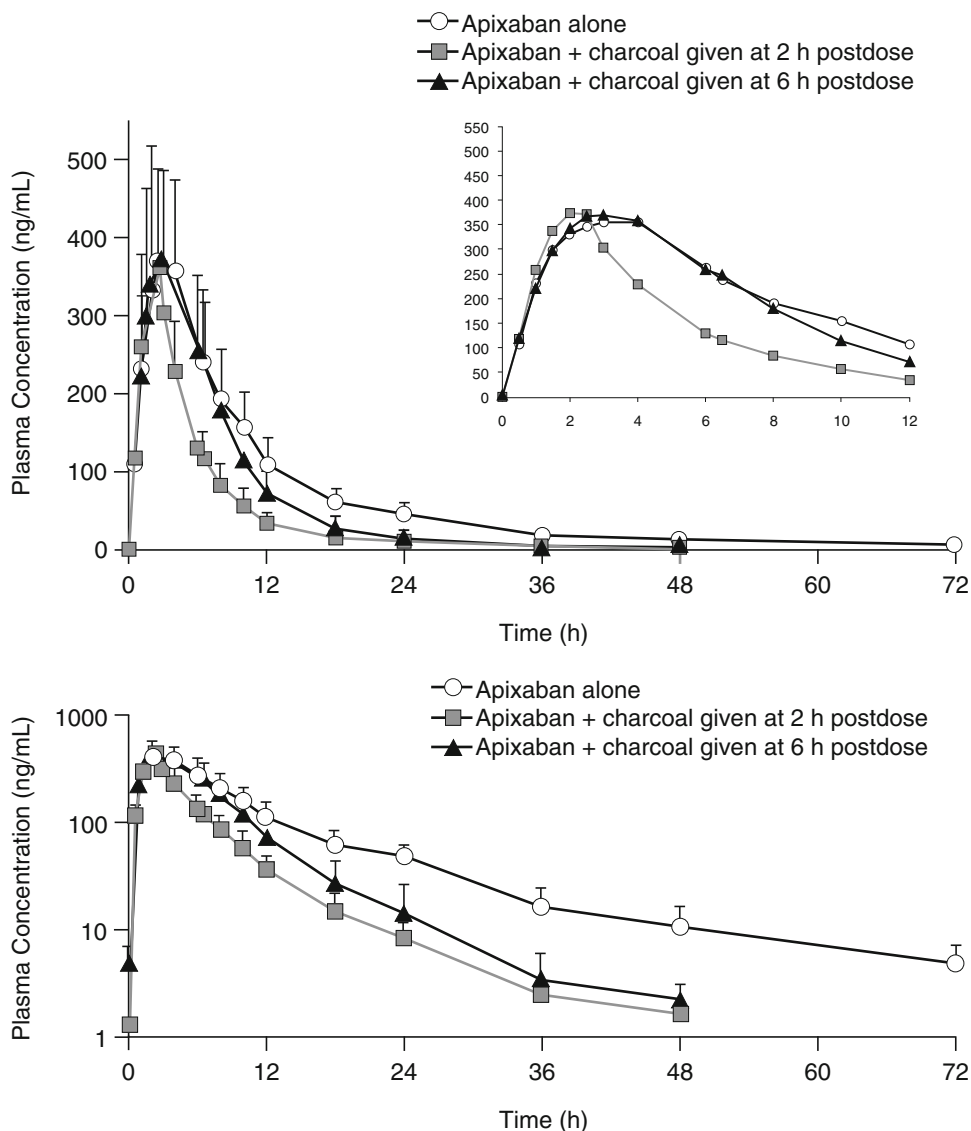 Apixaban alone
Apixaban + charcoal given at 2 h postdose
Apixaban + charcoal given at 6 h postdose
Plasma Concentration (ng/mL)
500
400
300
200
100
0
0 12 24 36 48 60 72
Time (h)
550
500
450
400
350
300
250
200
150
100
50
0
0 2 4 6 8 10 12
Apixaban alone
Apixaban + charcoal given at 2 h postdose
Apixaban + charcoal given at 6 h postdose
Plasma Concentration (ng/mL)
1000
100
10
1
0 12 24 36 48 60 72
Time (h)